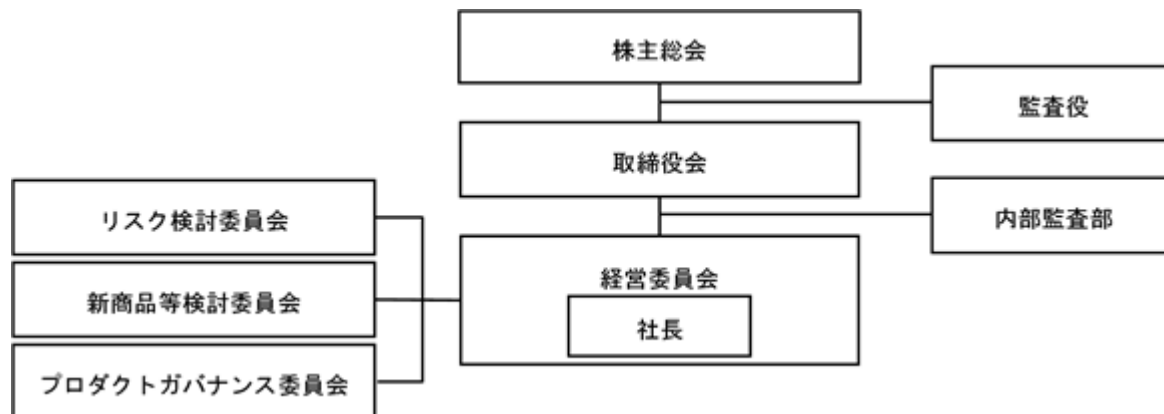 株主総会
監査役
取締役会
内部監査部
リスク検討委員会
新商品等検討委員会
プロダクトガバナンス委員会
経営委員会
社長